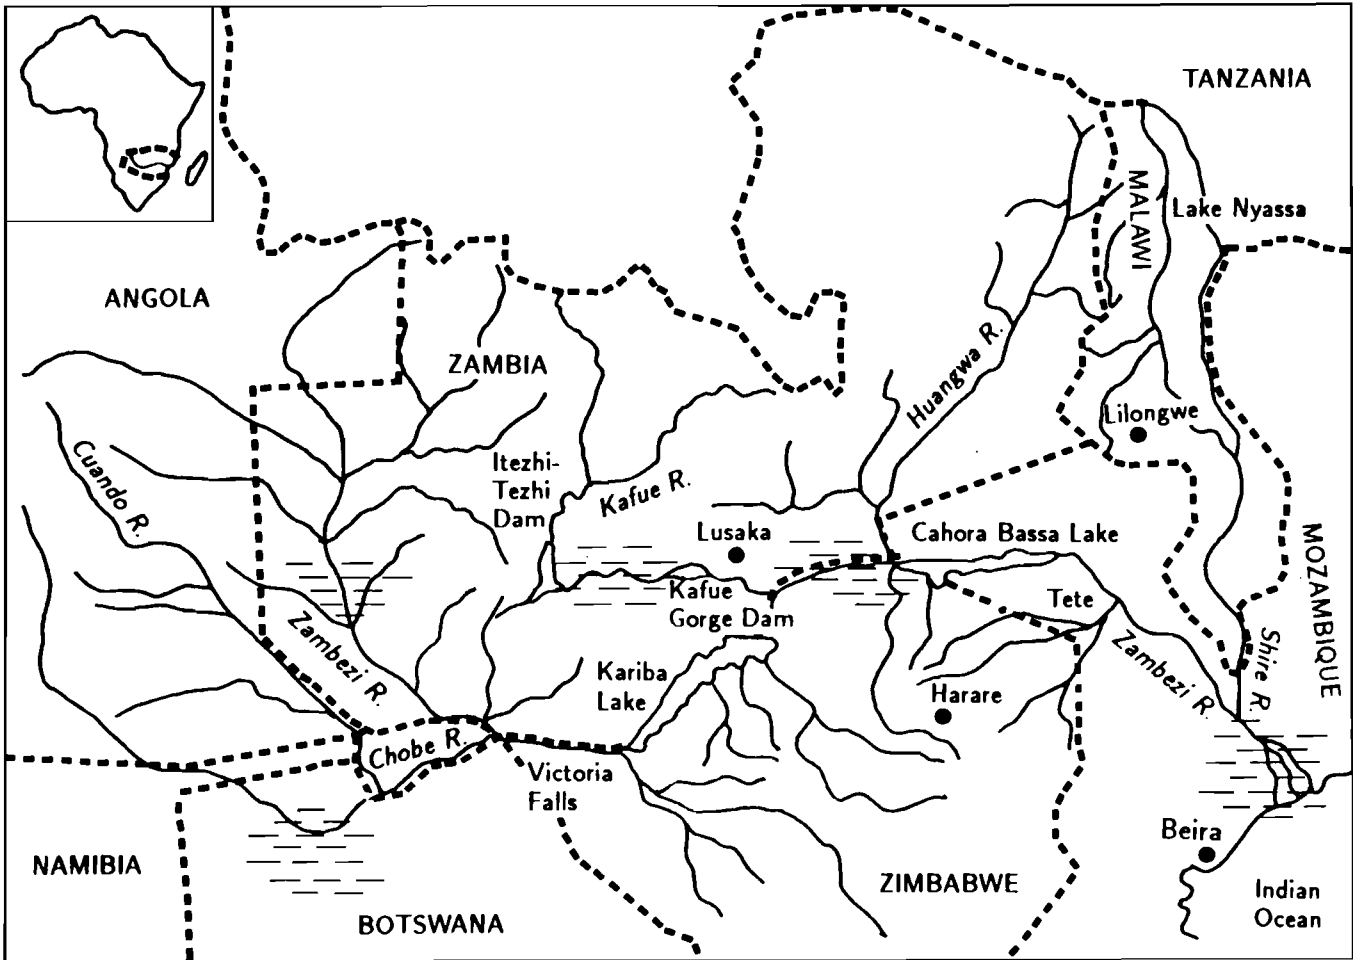 TANZANIA
MALAWI
Lake Nyassa
ANGOLA
ZAMBIA
Huangwa R.
Lilongwe
Cuando R.
Itezhi-
Tezhi
Dam
Kafue R.
Lusaka
Cahora Bassa Lake
MOZAMBIQUE
Kafue
Gorge Dam
Tete
Zambezi R.
Zambezi R.
Shire R.
Kariba
Lake
Harare
Chobe R.
Victoria
Falls
Beira
NAMIBIA
ZIMBABWE
Indian
Ocean
BOTSWANA